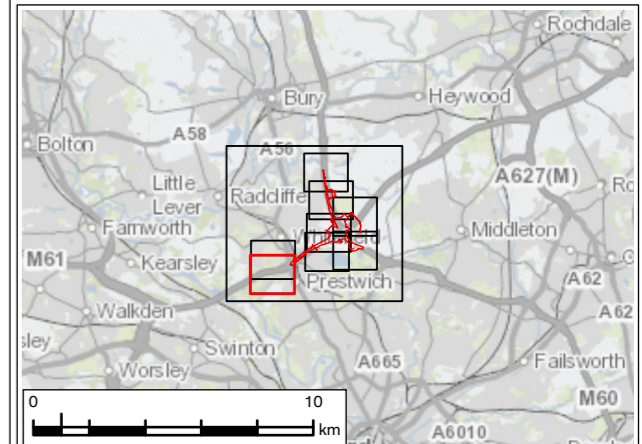 Rochdale
Bury
Heywood
Bolton
A58
A56
A627(M)
Little
Lever
Radcliffe
Farnworth
Middleton
M61
Kearsley
A62
Prestwich
Walkden
A62
Swinton
A665
Failsworth
Worsley
M60
0
10
km
A6010